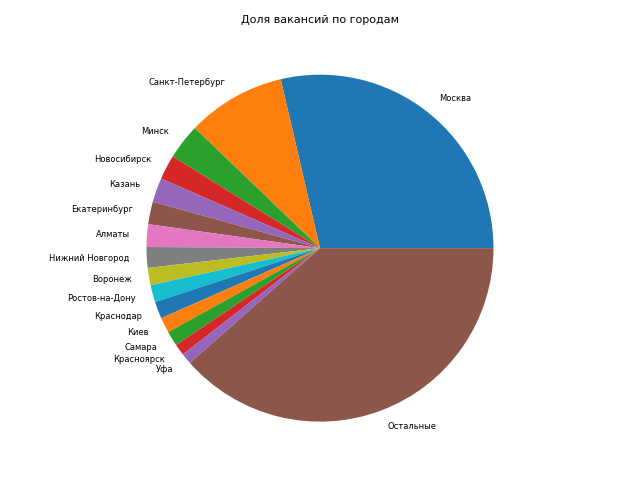 Доля вакансий по городам
Москва
Санкт-Петербург
Минск
Новосибирск
Казань
Екатеринбург
Алматы
Нижний Новгород
Воронеж
Ростов-на-Дону
Краснодар
Киев
Самара
Красноярск
Уфа
Остальные